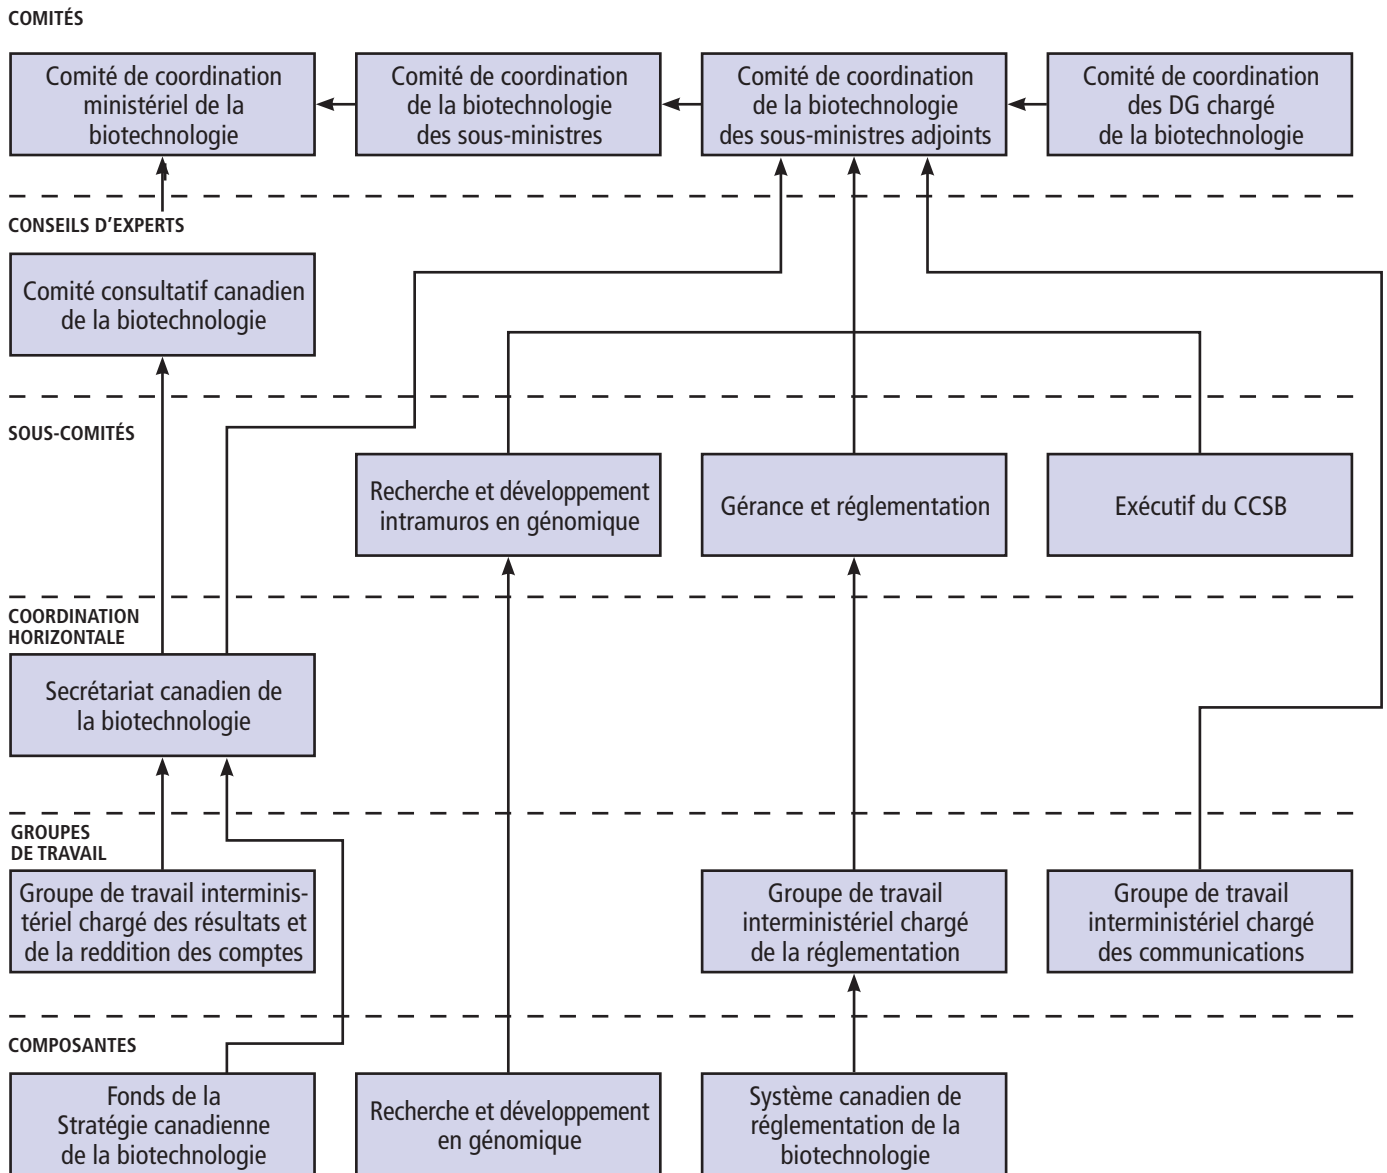 COMITÉS
Comité de coordination
ministériel de la
biotechnologie
Comité de coordination
de la biotechnologie
des sous-ministres
Comité de coordination
de la biotechnologie
des sous-ministres adjoints
Comité de coordination
des DG chargé
de la biotechnologie
CONSEILS D'EXPERTS
Comité consultatif canadien
de la biotechnologie
SOUS-COMITÉS
Recherche et développement
intramuros en génomique
Gérance et réglementation
Exécutif du CCSB
COORDINATION
HORIZONTALE
Secrétariat canadien de
la biotechnologie
GROUPES
DE TRAVAIL
Groupe de travail interminis-
tériel chargé des résultats et
de la reddition des comptes
Groupe de travail
interministériel chargé
de la réglementation
Groupe de travail
interministériel chargé
des communications
COMPOSANTES
Fonds de la
Stratégie canadienne
de la biotechnologie
Recherche et développement
en génomique
Système canadien de
réglementation de la
biotechnologie